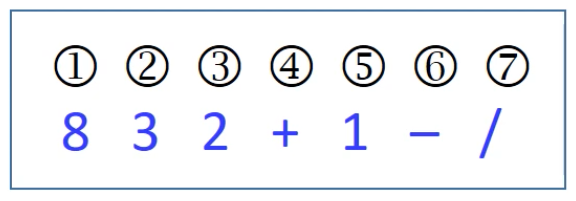 ① ② ③ ④ ⑤ ⑥ ⑦
8 3 2 + 1 – /